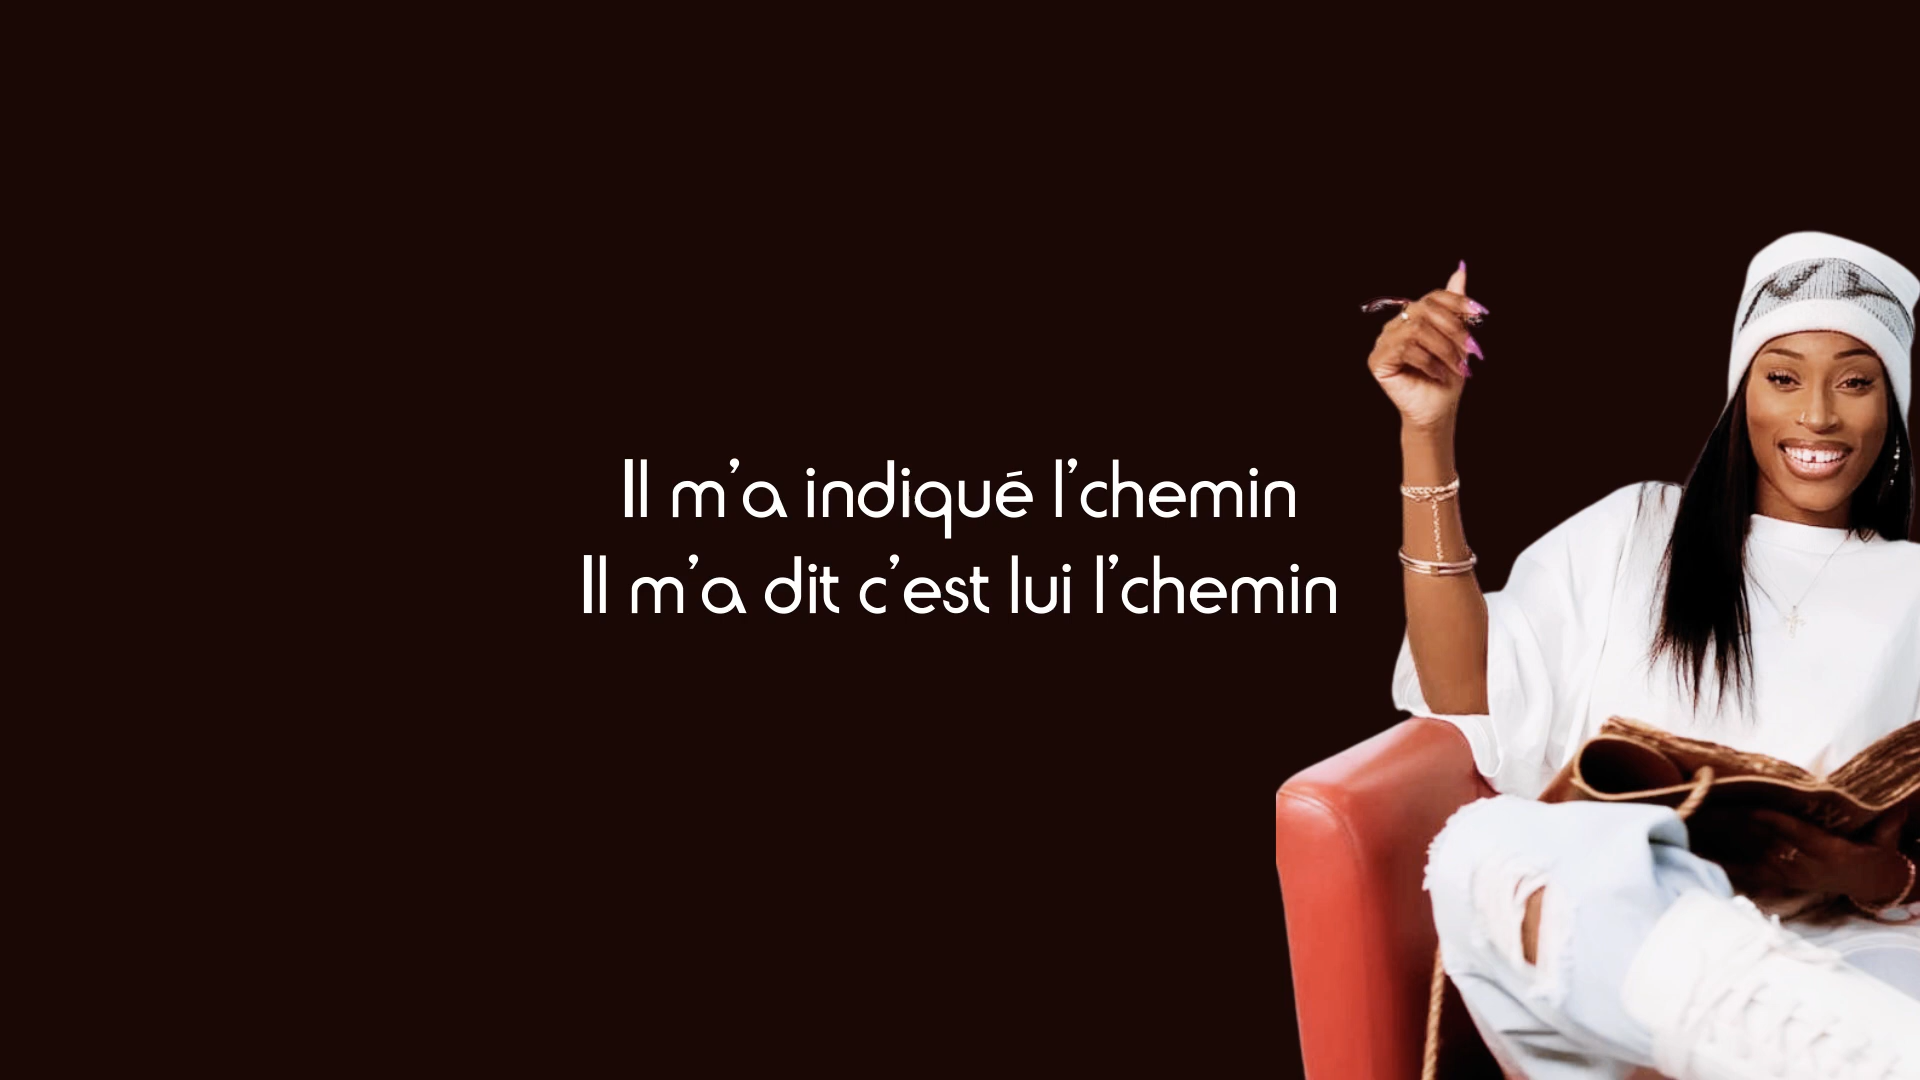 Il m’a indiqué l’chemin
Il m’a dit c’est lui l’chemin